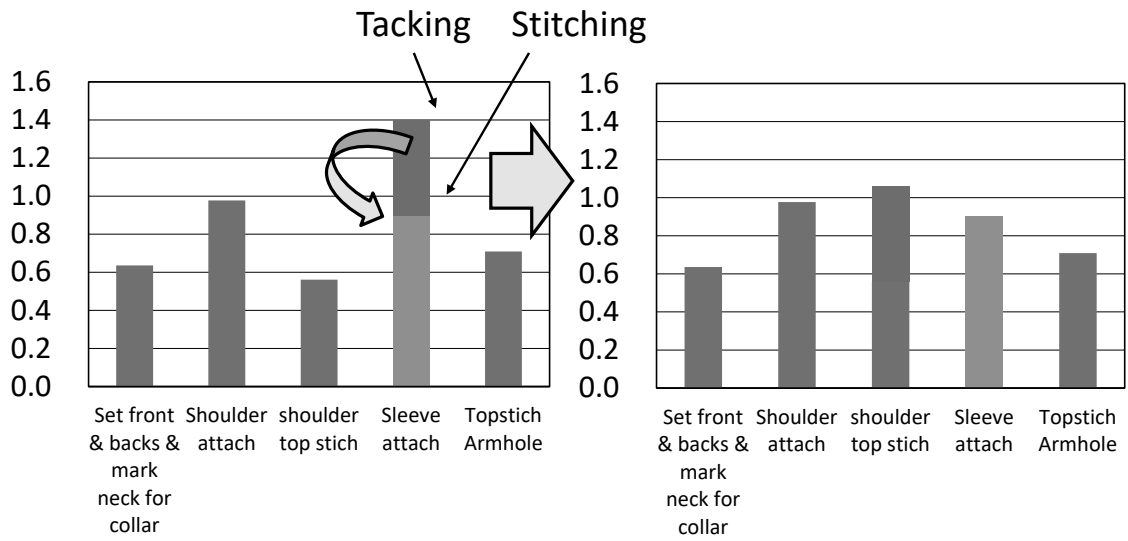 Tacking Stitching
1.6
1.4
1.2
1.0
0.8
0.6
0.4
0.2
0.0
Set front
& backs &
mark
neck for
collar
Shoulder
attach
shoulder
top stich
Sleeve
attach
Topstich
Armhole
1.6
1.4
1.2
1.0
0.8
0.6
0.4
0.2
0.0
Set front
& backs &
mark
neck for
collar
Shoulder
attach
shoulder
top stich
Sleeve
attach
Topstich
Armhole